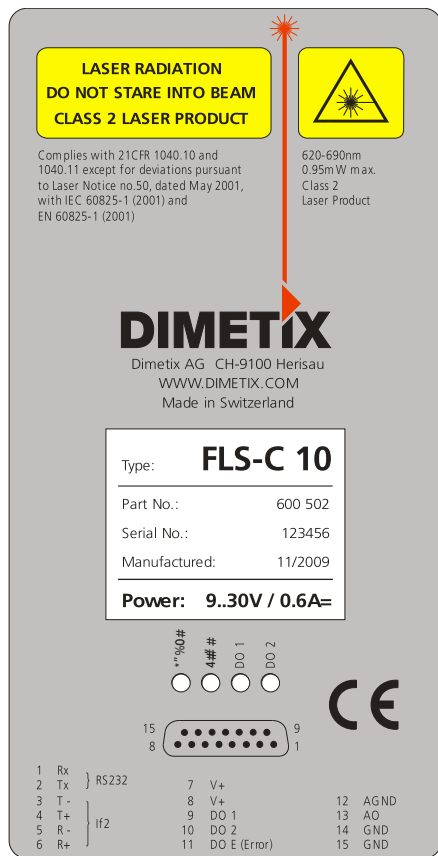 LASER RADIATION
DO NOT STARE INTO BEAM
CLASS 2 LASER PRODUCT
Complies with 21CFR 1040.10 and
1040.11 except for deviations pursuant
to Laser Notice no.50, dated May 2001,
with IEC 60825-1 (2001) and
EN 60825-1 (2001)
620-690nm
0.95mW max.
Class 2
Laser Product
DIMETIX
Dimetix AG CH-9100 Herisau
WWW.DIMETIX.COM
Made in Switzerland
Type: FLS-C 10
Part No.: 600 502
Serial No.: 123456
Manufactured: 11/2009
Power: 9..30V / 0.6A=
DO 1
DO 2
15 9
8 1
CE
1 Rx
2 Tx
RS232
3 T -
4 T+
5 R -
6 R+
If2
7 V+
8 V+
9 DO 1
10 DO 2
11 DO E (Error)
12 AGND
13 AO
14 GND
15 GND